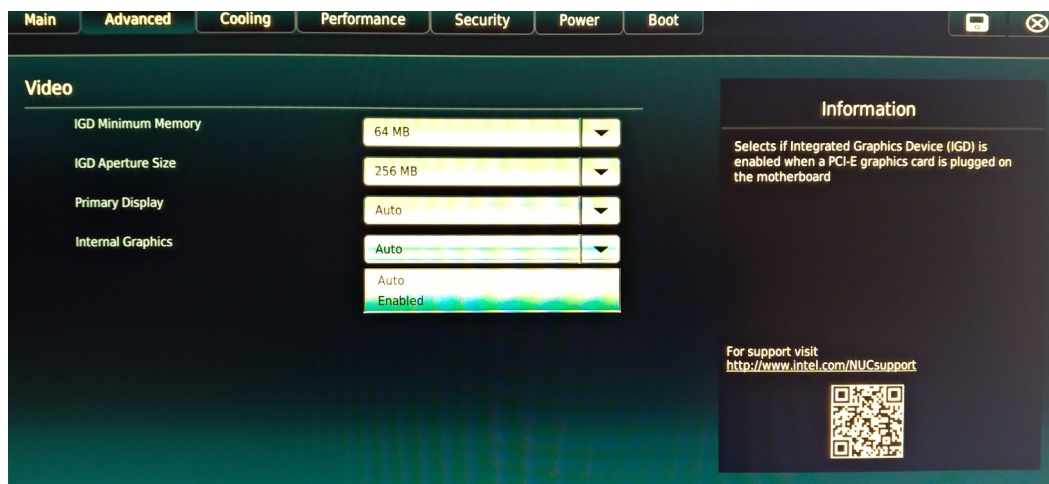 Main Advanced Cooling Performance Security Power Boot
Video
IGD Minimum Memory 64 MB
IGD Aperture Size 256 MB
Primary Display Auto
Internal Graphics Auto
Auto
Enabled
Information
Selects if Integrated Graphics Device (IGD) is
enabled when a PCI-E graphics card is plugged on
the motherboard
For support visit
http://www.intel.com/NUCsupport